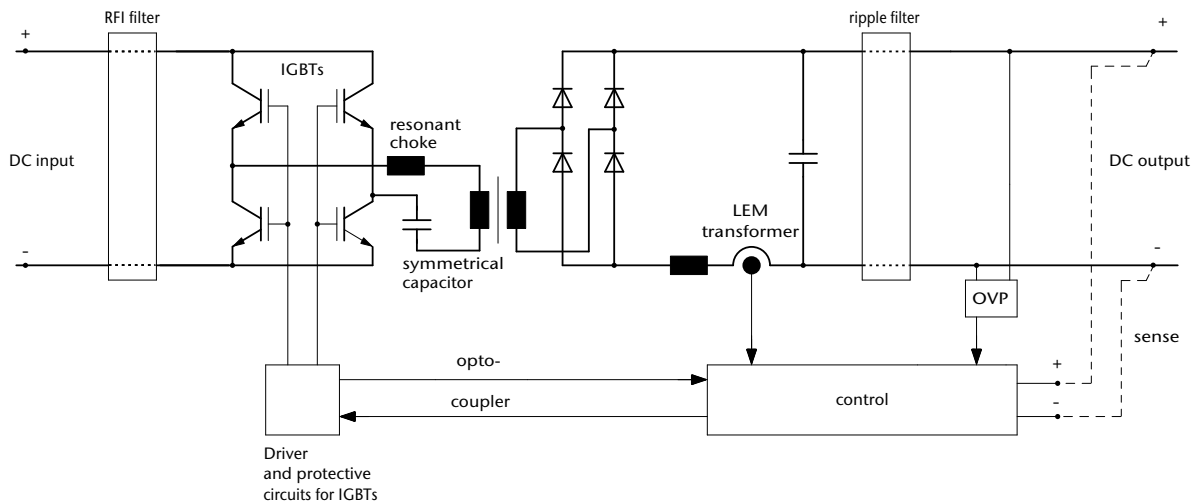 RFI filter
ripple filter
+
+
IGBTs
resonant
choke
DC input
DC output
LEM
transformer
-
-
symmetrical
capacitor
OVP
sense
opto-
+
coupler
-
control
Driver
and protective
circuits for IGBTs